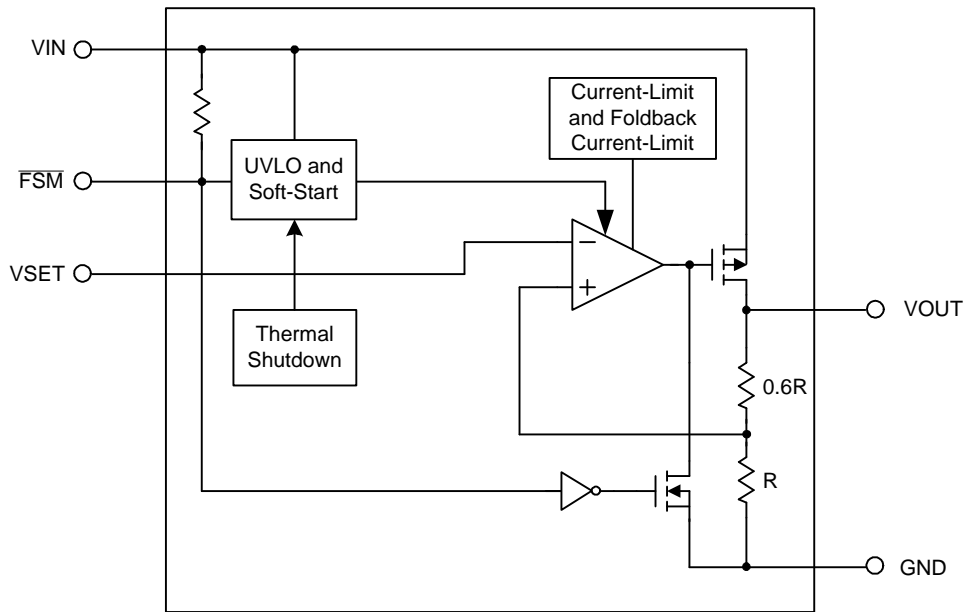 VIN
Current-Limit
and Foldback
Current-Limit
FSM
UVLO and
Soft-Start
VSET
−
+
VOUT
Thermal
Shutdown
0.6R
R
GND